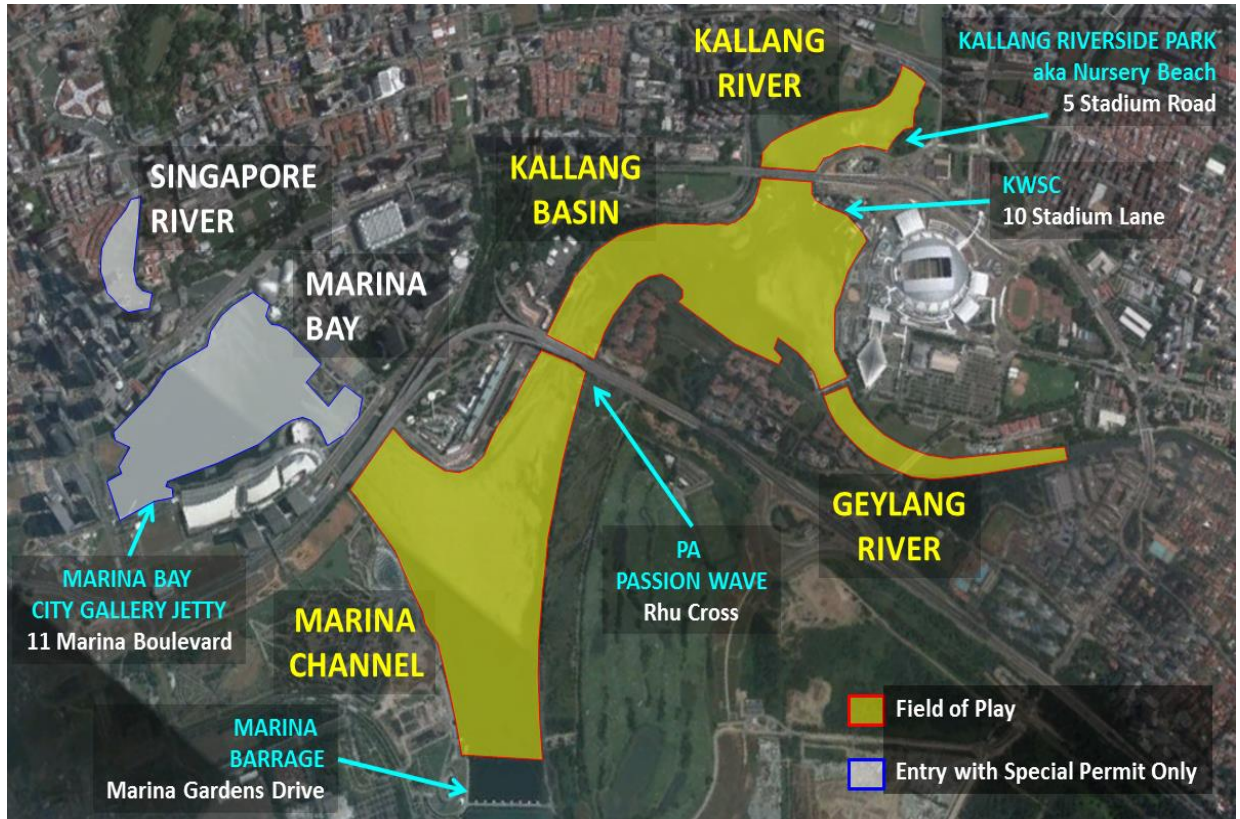 KALLANG
RIVER
KALLANG RIVERSIDE PARK
aka Nursery Beach
5 Stadium Road
SINGAPORE
RIVER
KALLANG
BASIN
KWSC
10 Stadium Lane
MARINA
BAY
MARINA BAY
CITY GALLERY JETTY
11 Marina Boulevard
MARINA
CHANNEL
PA
PASSION WAVE
Rhu Cross
GEYLANG
RIVER
MARINA
BARRAGE
Marina Gardens Drive
Field of Play
Entry with Special Permit Only